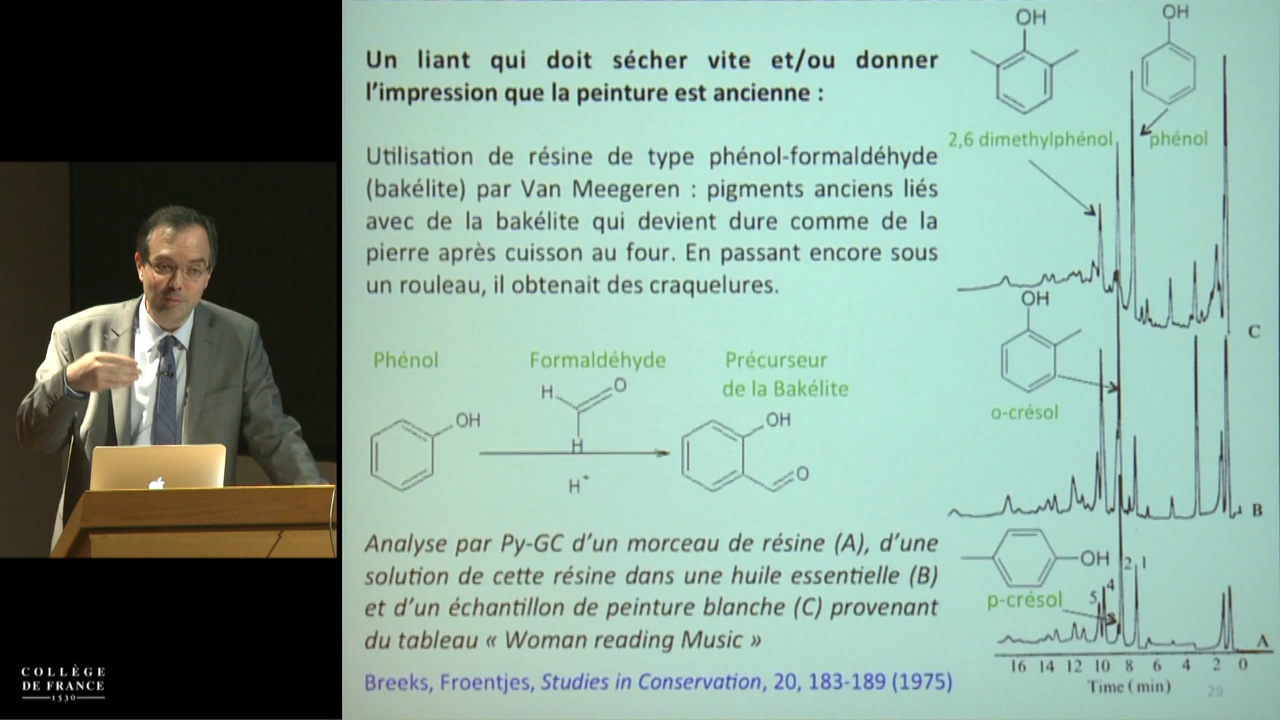 Un liant qui doit sécher vite et/ou donner
l'impression que la peinture est ancienne :
Utilisation de résine de type phénol-formaldéhyde
(bakélite) par Van Meegeren : pigments anciens liés
avec de la bakélite qui devient dure comme de la
pierre après cuisson au four. En passant encore sous
un rouleau, il obtenait des craquelures.
Phénol
OH
Formaldéhyde
H
O
H
H+
Précurseur
de la Bakélite
OH
O
Analyse par Py-GC d'un morceau de résine (A), d'une
solution de cette résine dans une huile essentielle (B)
et d'un échantillon de peinture blanche (C) provenant
du tableau « Woman reading Music »
Breeks, Froentjes, Studies in Conservation, 20, 183-189 (1975)
OH
OH
2,6 dimethylphénol
phénol
C
OH
o-crésol
B
OH
p-crésol
5
4
3
2
1
A
16 14 12 10 8 6 4 2 0
Time (min)
29
COLLÈGE
DE FRANCE
1530